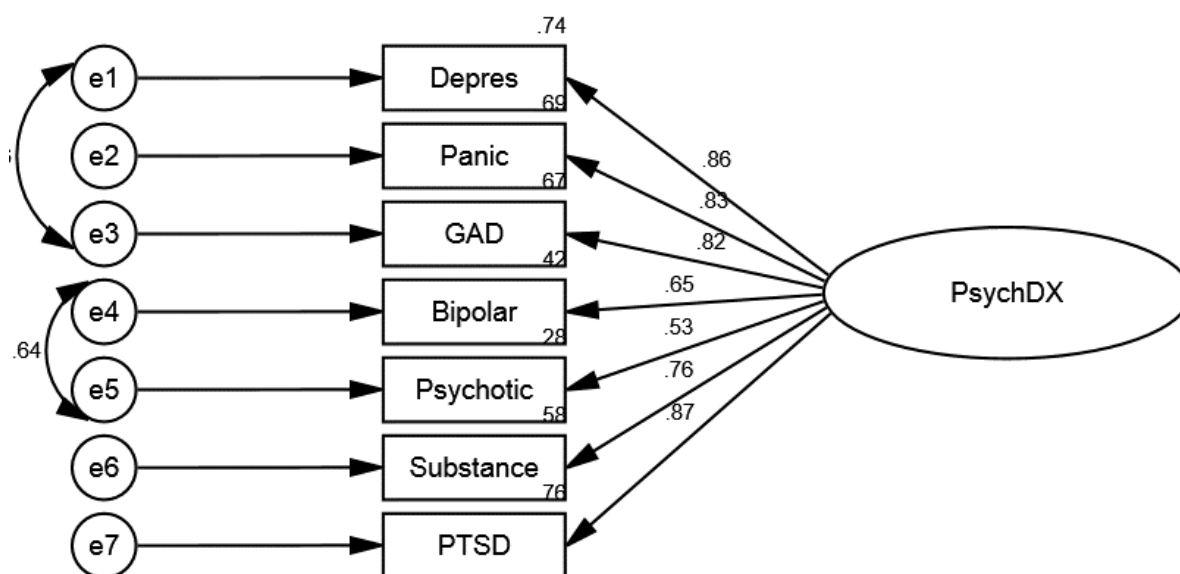 .74
e1
Depres
.69
e2
Panic
.86
.67
e3
GAD
.83
.82
.42
e4
Bipolar
.65
PsychDX
.28
.64
e5
Psychotic
.53
.58
.76
e6
Substance
.87
.76
e7
PTSD